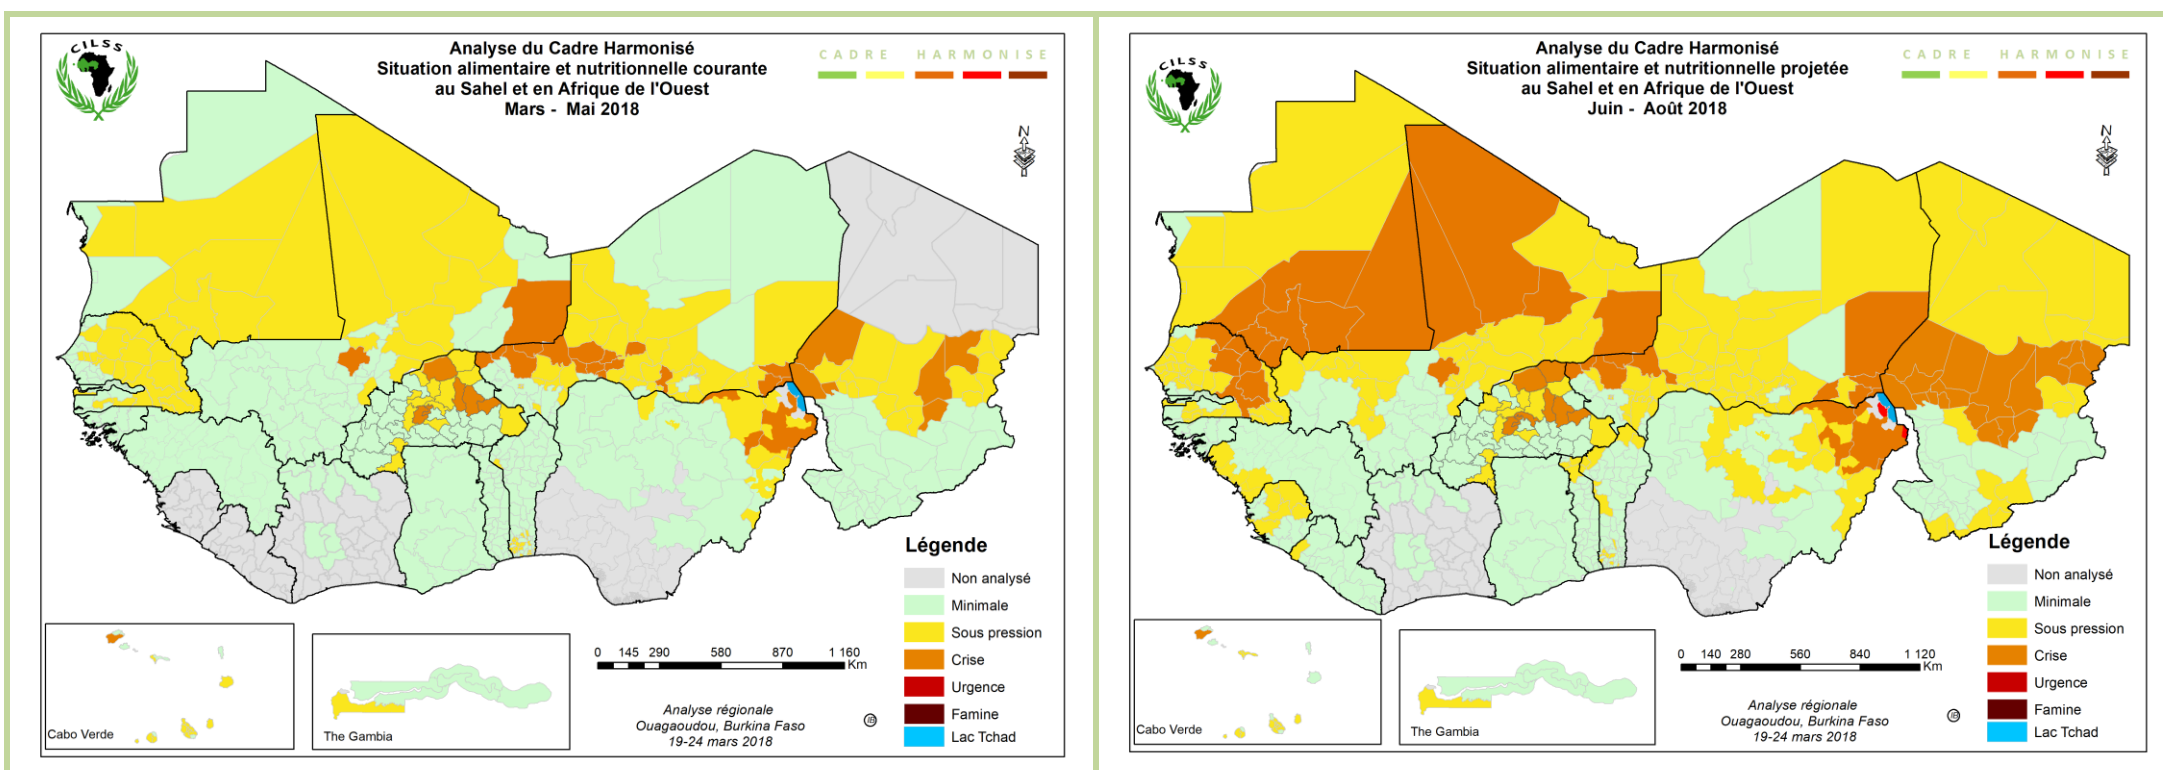 CILSS
Analyse du Cadre Harmonisé
Situation alimentaire et nutritionnelle courante
au Sahel et en Afrique de l'Ouest
Mars - Mai 2018
CADRE HARMONISE
N
Légende
Non analysé
Minimale
Sous pression
Crise
Urgence
Famine
Lac Tchad
0 145 290 580 870 1 160
Km
Analyse régionale
Ouagaoudou, Burkina Faso
19-24 mars 2018
Cabo Verde
The Gambia
CILSS
Analyse du Cadre Harmonisé
Situation alimentaire et nutritionnelle projetée
au Sahel et en Afrique de l'Ouest
Juin - Août 2018
CADRE HARMONISE
N
Légende
Non analysé
Minimale
Sous pression
Crise
Urgence
Famine
Lac Tchad
0 140 280 560 840 1 120
Km
Analyse régionale
Ouagaoudou, Burkina Faso
19-24 mars 2018
Cabo Verde
The Gambia